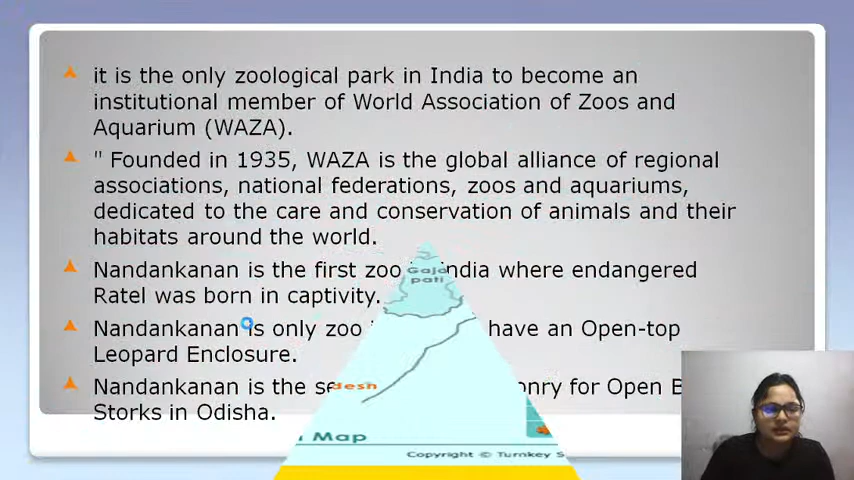 it is the only zoological park in India to become an
institutional member of World Association of Zoos and
Aquarium (WAZA).
" Founded in 1935, WAZA is the global alliance of regional
associations, national federations, zoos and aquariums,
dedicated to the care and conservation of animals and their
habitats around the world.
Nandankanan is the first zoo India where endangered
Ratel was born in captivity.
Nandankanan is only zoo have an Open-top
Leopard Enclosure.
Nandankanan is the se onry for Open B
Storks in Odisha.
Gaja
pati
desh
Map
Copyright © Turnkey S